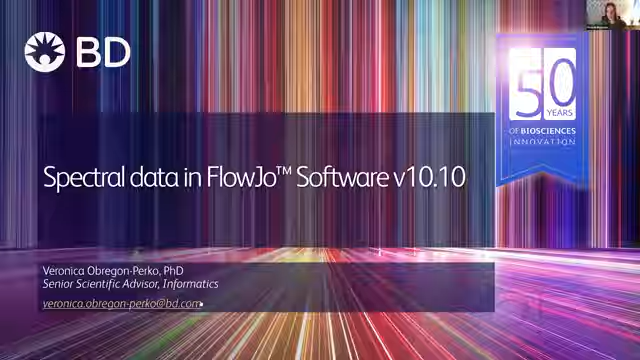 BD
50
YEARS
OF BIOSCIENCES
INNOVATION
Spectral data in FlowJo™ Software v10.10
Veronica Obregon-Perko, PhD
Senior Scientific Advisor, Informatics
veronica.obregon-perko@bd.com